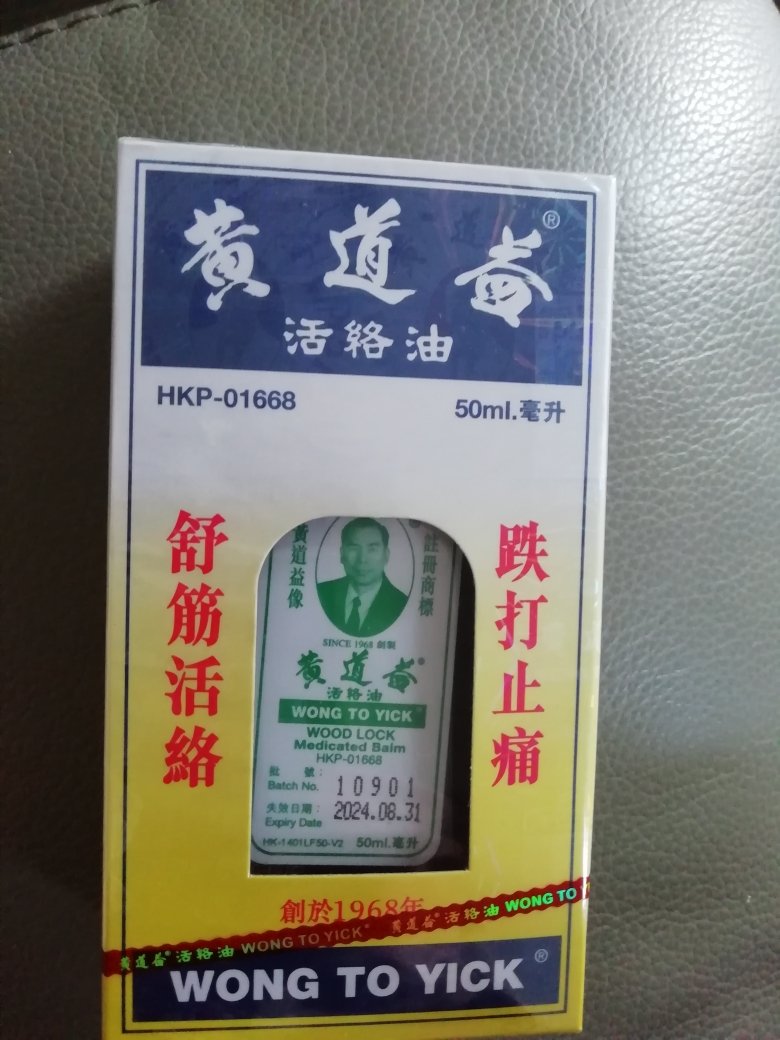 黃道益®
活絡油
HKP-01668
50ml.毫升
舒筋活絡
跌打止痛
黃道益像
註冊商標
SINCE 1968 創製
黃道益®
活絡油
WONG TO YICK
WOOD LOCK
Medicated Balm
HKP-01668
批 號：
Batch No. 10901
失效日期：
Expiry Date 2024.08.31
HK-1401LF50-V2 50ml.毫升
創於1968年
黃道益®活絡油 WONG TO YICK® 黃道益®活絡油 WONG TO
WONG TO YICK®